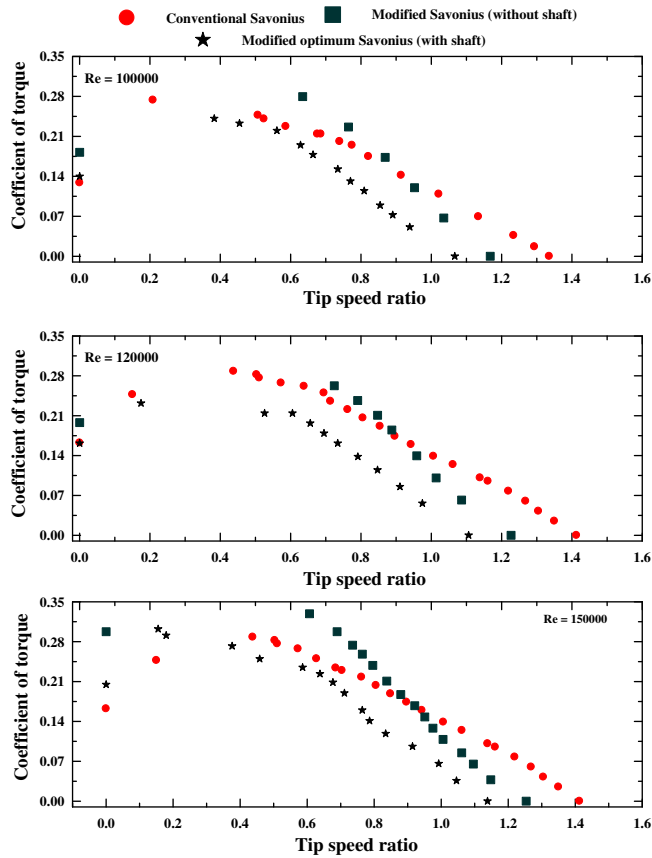 Conventional Savonius
Modified Savonius (without shaft)
Modified optimum Savonius (with shaft)
0.35
0.28
0.21
0.14
0.07
0.00
Coefficient of torque
Re = 100000
0.0 0.2 0.4 0.6 0.8 1.0 1.2 1.4 1.6
Tip speed ratio
0.35
0.28
0.21
0.14
0.07
0.00
Coefficient of torque
Re = 120000
0.0 0.2 0.4 0.6 0.8 1.0 1.2 1.4 1.6
Tip speed ratio
0.35
0.28
0.21
0.14
0.07
0.00
Coefficient of torque
Re = 150000
0.0 0.2 0.4 0.6 0.8 1.0 1.2 1.4 1.6
Tip speed ratio